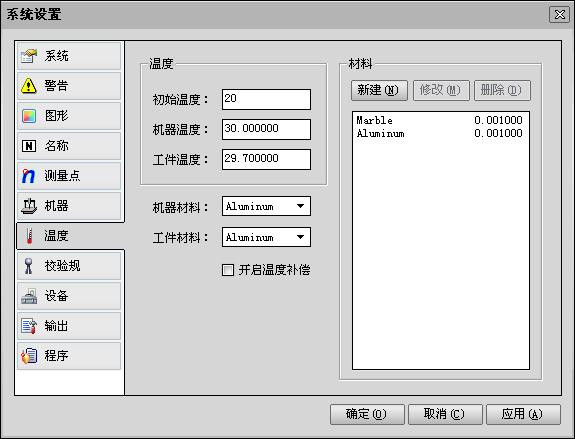 系统设置
系统
警告
图形
名称
测量点
机器
温度
校验规
设备
输出
程序
温度
初始温度： 20
机器温度： 30.000000
工件温度： 29.700000
机器材料： Aluminum
工件材料： Aluminum
开启温度补偿
材料
新建(N) 修改(M) 删除(D)
Marble 0.001000
Aluminum 0.001000
确定(O) 取消(C) 应用(A)